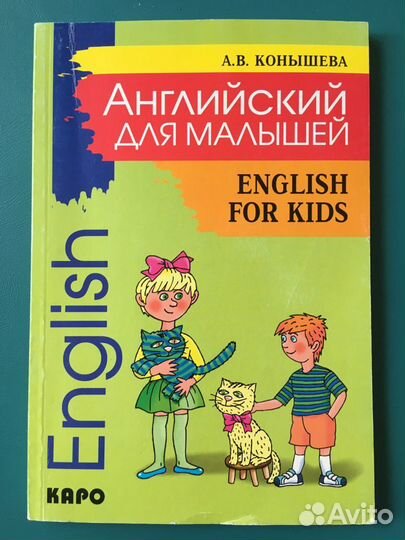 А.В. КОНЫШЕВА
АНГЛИЙСКИЙ
ДЛЯ МАЛЫШЕЙ
ENGLISH
FOR KIDS
English
КАРО
Avito